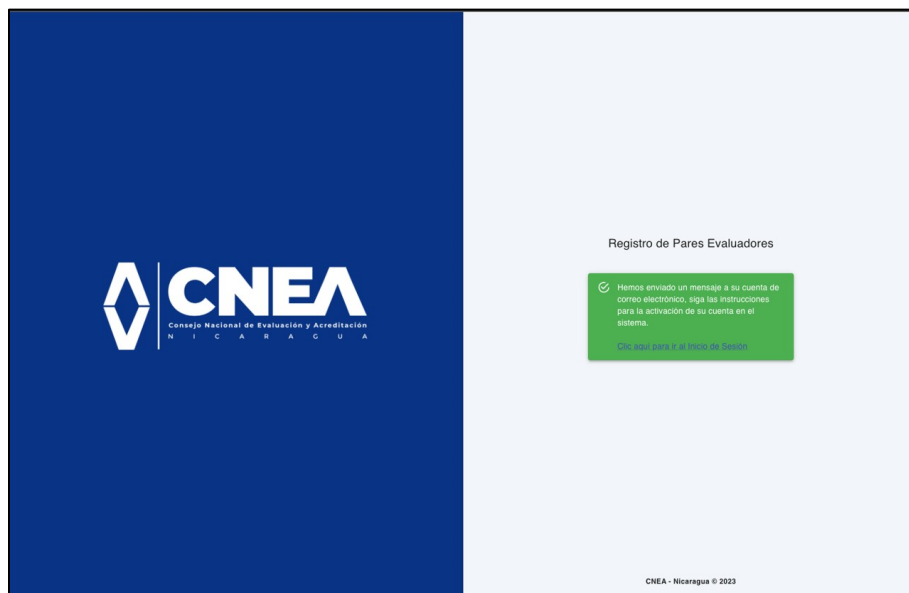 CNEA
Consejo Nacional de Evaluación y Acreditación
NICARAGUA
Registro de Pares Evaluadores
Hemos enviado un mensaje a su cuenta de
correo electrónico, siga las instrucciones
para la activación de su cuenta en el
sistema.
Clic aquí para ir al Inicio de Sesión
CNEA - Nicaragua © 2023